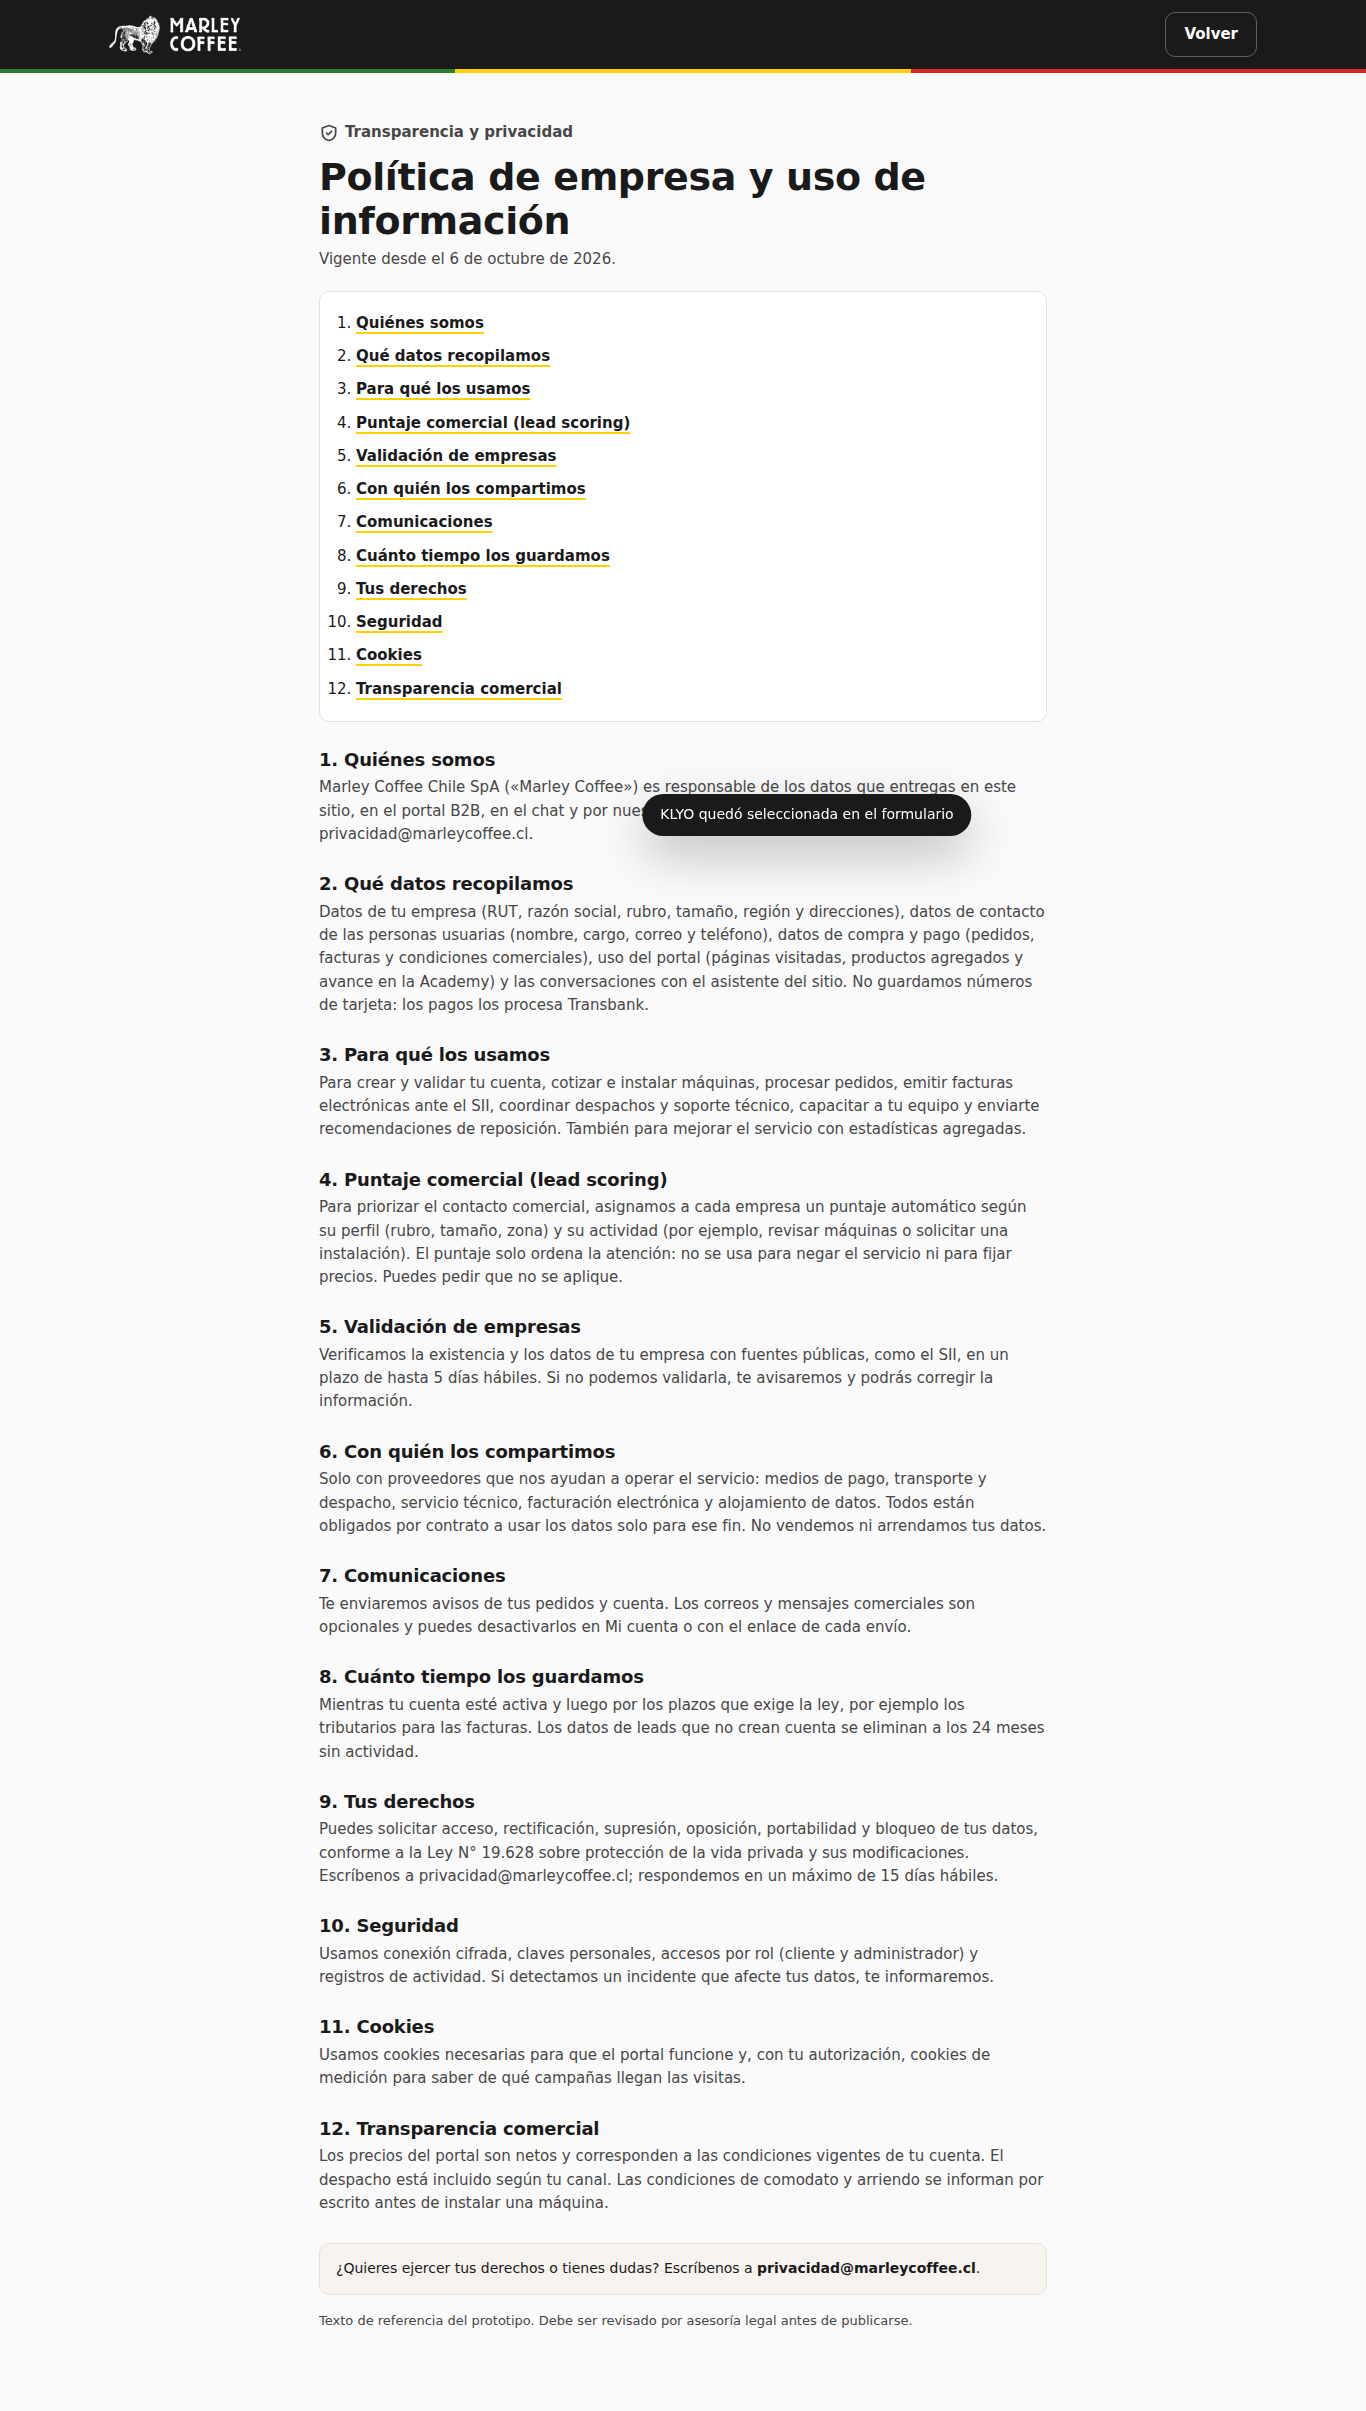 MARLEY
COFFEE
Volver
Transparencia y privacidad
Política de empresa y uso de
información
Vigente desde el 6 de octubre de 2026.
1. Quiénes somos
2. Qué datos recopilamos
3. Para qué los usamos
4. Puntaje comercial (lead scoring)
5. Validación de empresas
6. Con quién los compartimos
7. Comunicaciones
8. Cuánto tiempo los guardamos
9. Tus derechos
10. Seguridad
11. Cookies
12. Transparencia comercial
1. Quiénes somos
Marley Coffee Chile SpA («Marley Coffee») es responsable de los datos que entregas en este
sitio, en el portal B2B, en el chat y por
KLYO quedó seleccionada en el formulario
privacidad@marleycoffee.cl.
2. Qué datos recopilamos
Datos de tu empresa (RUT, razón social, rubro, tamaño, región y direcciones), datos de contacto
de las personas usuarias (nombre, cargo, correo y teléfono), datos de compra y pago (pedidos,
facturas y condiciones comerciales), uso del portal (páginas visitadas, productos agregados y
avance en la Academy) y las conversaciones con el asistente del sitio. No guardamos números
de tarjeta: los pagos los procesa Transbank.
3. Para qué los usamos
Para crear y validar tu cuenta, cotizar e instalar máquinas, procesar pedidos, emitir facturas
electrónicas ante el SII, coordinar despachos y soporte técnico, capacitar a tu equipo y enviarte
recomendaciones de reposición. También para mejorar el servicio con estadísticas agregadas.
4. Puntaje comercial (lead scoring)
Para priorizar el contacto comercial, asignamos a cada empresa un puntaje automático según
su perfil (rubro, tamaño, zona) y su actividad (por ejemplo, revisar máquinas o solicitar una
instalación). El puntaje solo ordena la atención: no se usa para negar el servicio ni para fijar
precios. Puedes pedir que no se aplique.
5. Validación de empresas
Verificamos la existencia y los datos de tu empresa con fuentes públicas, como el SII, en un
plazo de hasta 5 días hábiles. Si no podemos validarla, te avisaremos y podrás corregir la
información.
6. Con quién los compartimos
Solo con proveedores que nos ayudan a operar el servicio: medios de pago, transporte y
despacho, servicio técnico, facturación electrónica y alojamiento de datos. Todos están
obligados por contrato a usar los datos solo para ese fin. No vendemos ni arrendamos tus datos.
7. Comunicaciones
Te enviaremos avisos de tus pedidos y cuenta. Los correos y mensajes comerciales son
opcionales y puedes desactivarlos en Mi cuenta o con el enlace de cada envío.
8. Cuánto tiempo los guardamos
Mientras tu cuenta esté activa y luego por los plazos que exige la ley, por ejemplo los
tributarios para las facturas. Los datos de leads que no crean cuenta se eliminan a los 24 meses
sin actividad.
9. Tus derechos
Puedes solicitar acceso, rectificación, supresión, oposición, portabilidad y bloqueo de tus datos,
conforme a la Ley N° 19.628 sobre protección de la vida privada y sus modificaciones.
Escríbenos a privacidad@marleycoffee.cl; respondemos en un máximo de 15 días hábiles.
10. Seguridad
Usamos conexión cifrada, claves personales, accesos por rol (cliente y administrador) y
registros de actividad. Si detectamos un incidente que afecte tus datos, te informaremos.
11. Cookies
Usamos cookies necesarias para que el portal funcione y, con tu autorización, cookies de
medición para saber de qué campañas llegan las visitas.
12. Transparencia comercial
Los precios del portal son netos y corresponden a las condiciones vigentes de tu cuenta. El
despacho está incluido según tu canal. Las condiciones de comodato y arriendo se informan por
escrito antes de instalar una máquina.
¿Quieres ejercer tus derechos o tienes dudas? Escríbenos a privacidad@marleycoffee.cl.
Texto de referencia del prototipo. Debe ser revisado por asesoría legal antes de publicarse.